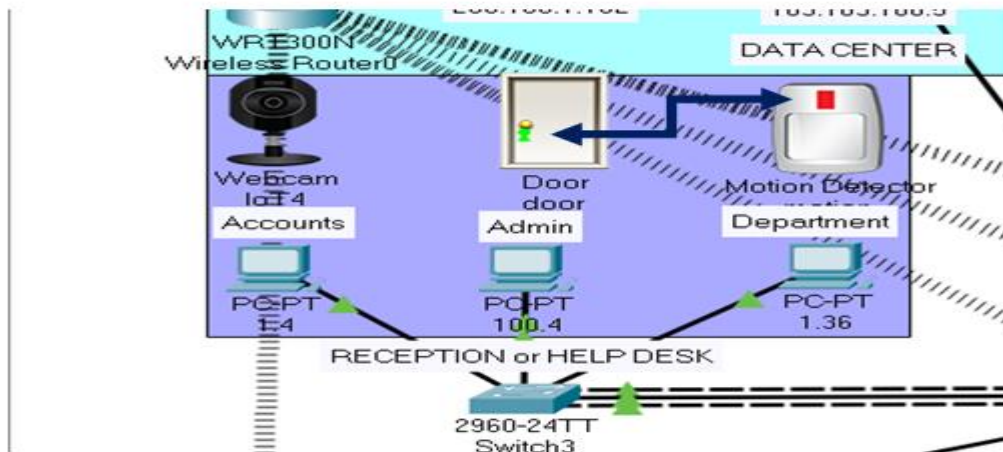 WRT300N
Wireless Router0
DATA CENTER
Webcam
IoT4
Door
door
Motion Detector
motion
Accounts
Admin
Department
PC-PT
1.4
PC-PT
100.4
PC-PT
1.36
RECEPTION or HELP DESK
2960-24TT
Switch3